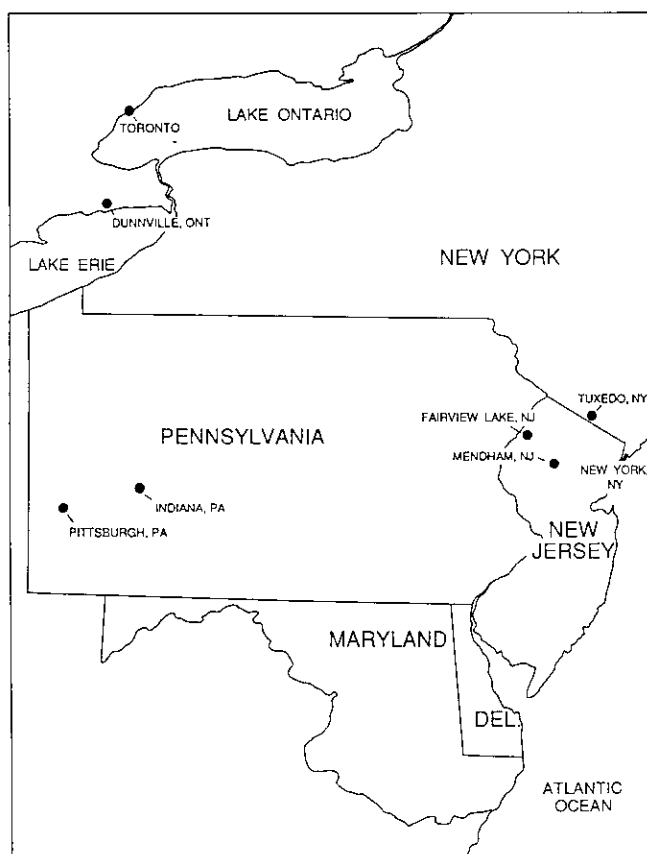 LAKE ONTARIO
TORONTO
DUNNVILLE, ONT
LAKE ERIE
NEW YORK
TUXEDO, NY
FAIRVIEW LAKE, NJ
PENNSYLVANIA
MENDHAM, NJ
NEW YORK,
NY
INDIANA, PA
PITTSBURGH, PA
NEW
JERSEY
MARYLAND
DEL.
ATLANTIC
OCEAN